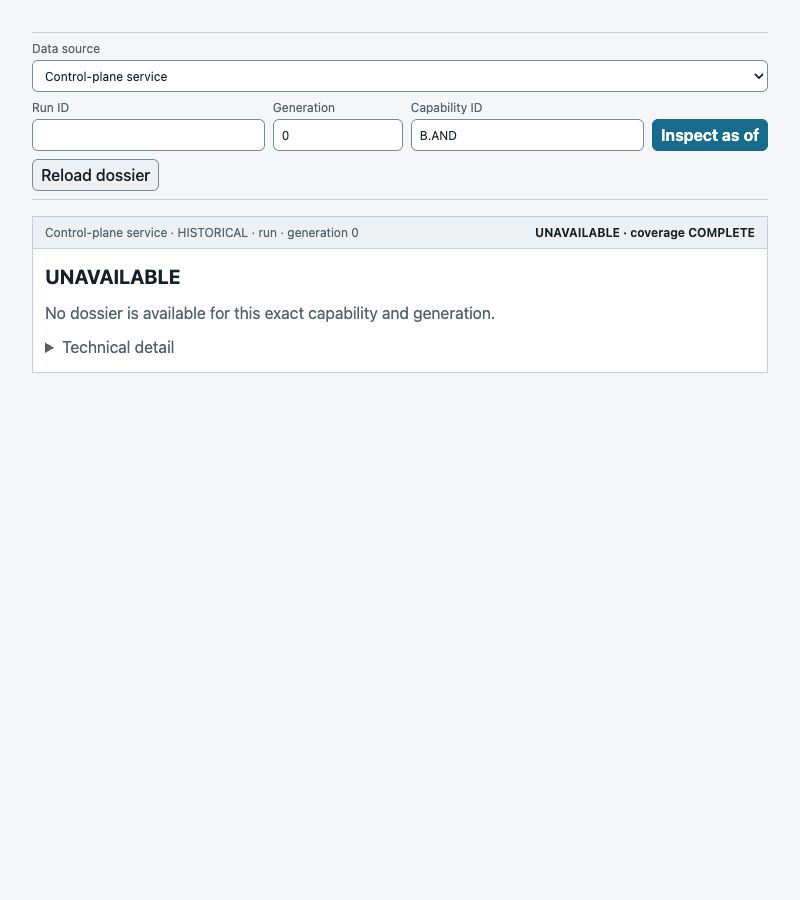 Data source
Control-plane service
Run ID
Generation
Capability ID
0
B.AND
Inspect as of
Reload dossier
Control-plane service · HISTORICAL · run · generation 0
UNAVAILABLE · coverage COMPLETE
UNAVAILABLE
No dossier is available for this exact capability and generation.
Technical detail